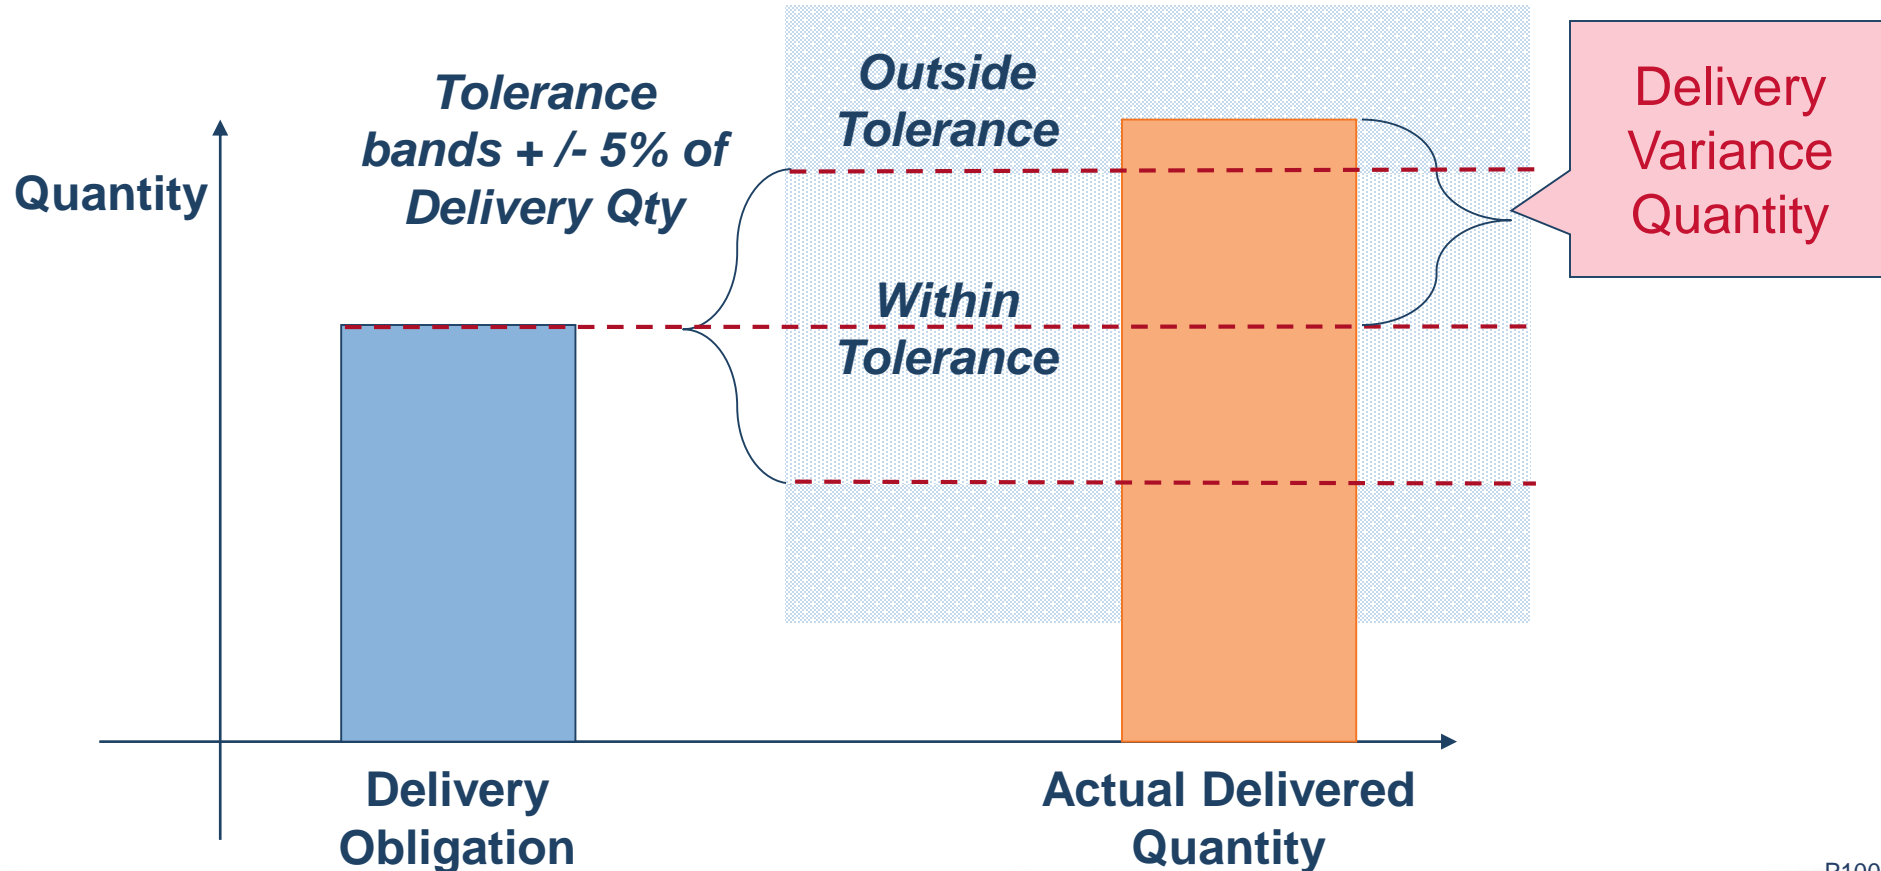 Quantity
Tolerance
bands + /- 5% of
Delivery Qty
Outside
Tolerance
Within
Tolerance
Delivery
Variance
Quantity
Delivery
Obligation
Actual Delivered
Quantity